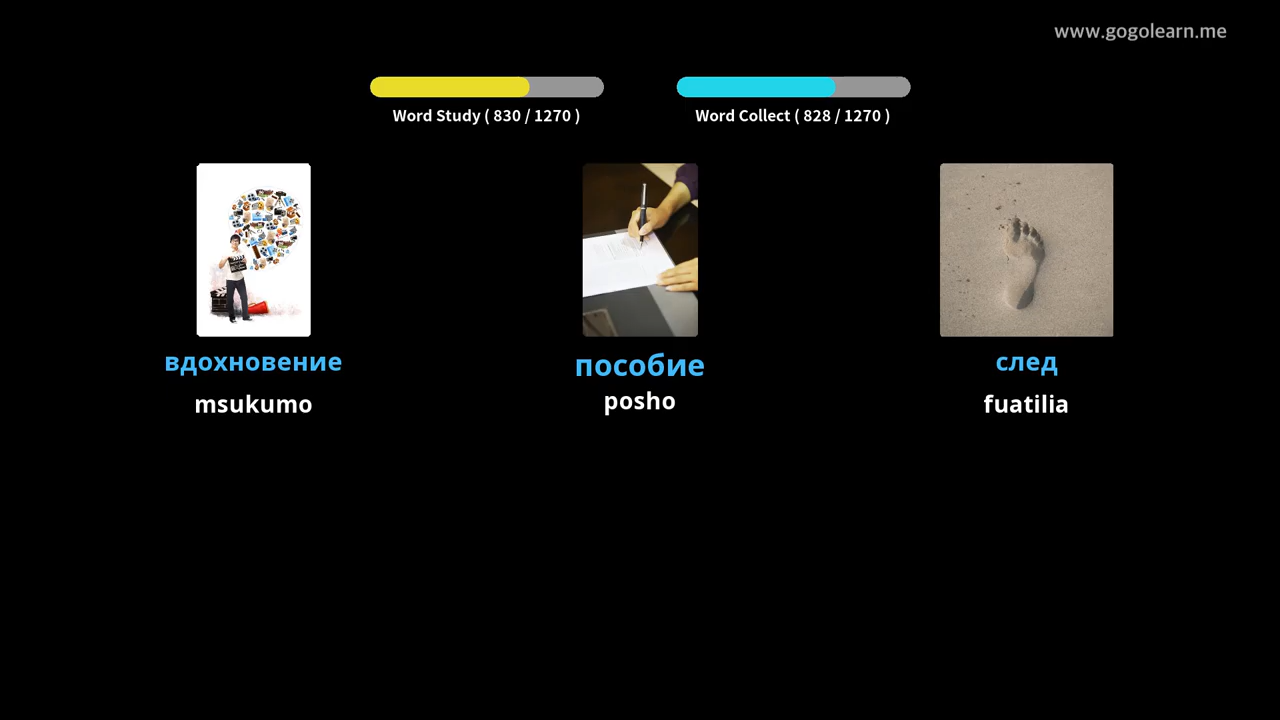 www.gogolearn.me
Word Study ( 830 / 1270 )
Word Collect ( 828 / 1270 )
вдохновение
msukumo
пособие
posho
след
fuatilia